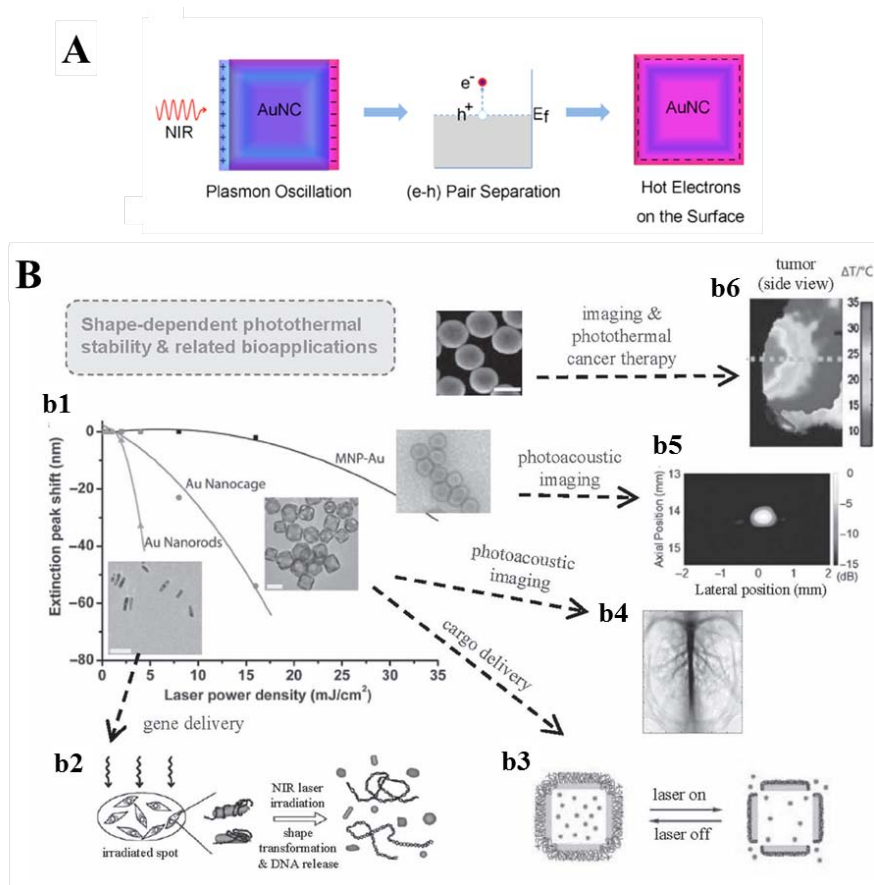 A
NIR
+ + + + + + + + +
AuNC
- - - - - - - - -
Plasmon Oscillation
e-
h+
Ef
(e-h) Pair Separation
AuNC
Hot Electrons
on the Surface
B
Shape-dependent photothermal
stability & related bioapplications
imaging &
photothermal
cancer therapy
b6
tumor
(side view)
ΔT/°C
35
30
25
20
15
10
b1
Extinction peak shift (nm)
0
−20
−40
−60
−80
0 5 10 15 20 25 30 35
Laser power density (mJ/cm2)
MNP-Au
Au Nanocage
Au Nanorods
photoacoustic
imaging
b5
Axial Position (mm)
13
14
15
−2 −1 0 1 2
Lateral position (mm)
0
−5
−10
−15
(dB)
photoacoustic
imaging
b4
cargo delivery
gene delivery
b2
irradiated spot
NIR laser
irradiation
shape
transformation
& DNA release
b3
laser on
laser off